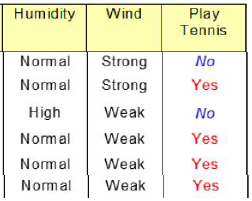 Humidity Wind Play
Tennis
Normal Strong No
Normal Strong Yes
High Weak No
Normal Weak Yes
Normal Weak Yes
Normal Weak Yes